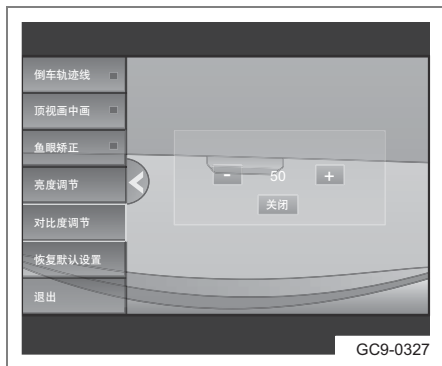 倒车轨迹线
顶视画中画
鱼眼矫正
亮度调节
对比度调节
恢复默认设置
退出
- 50 +
关闭
GC9-0327